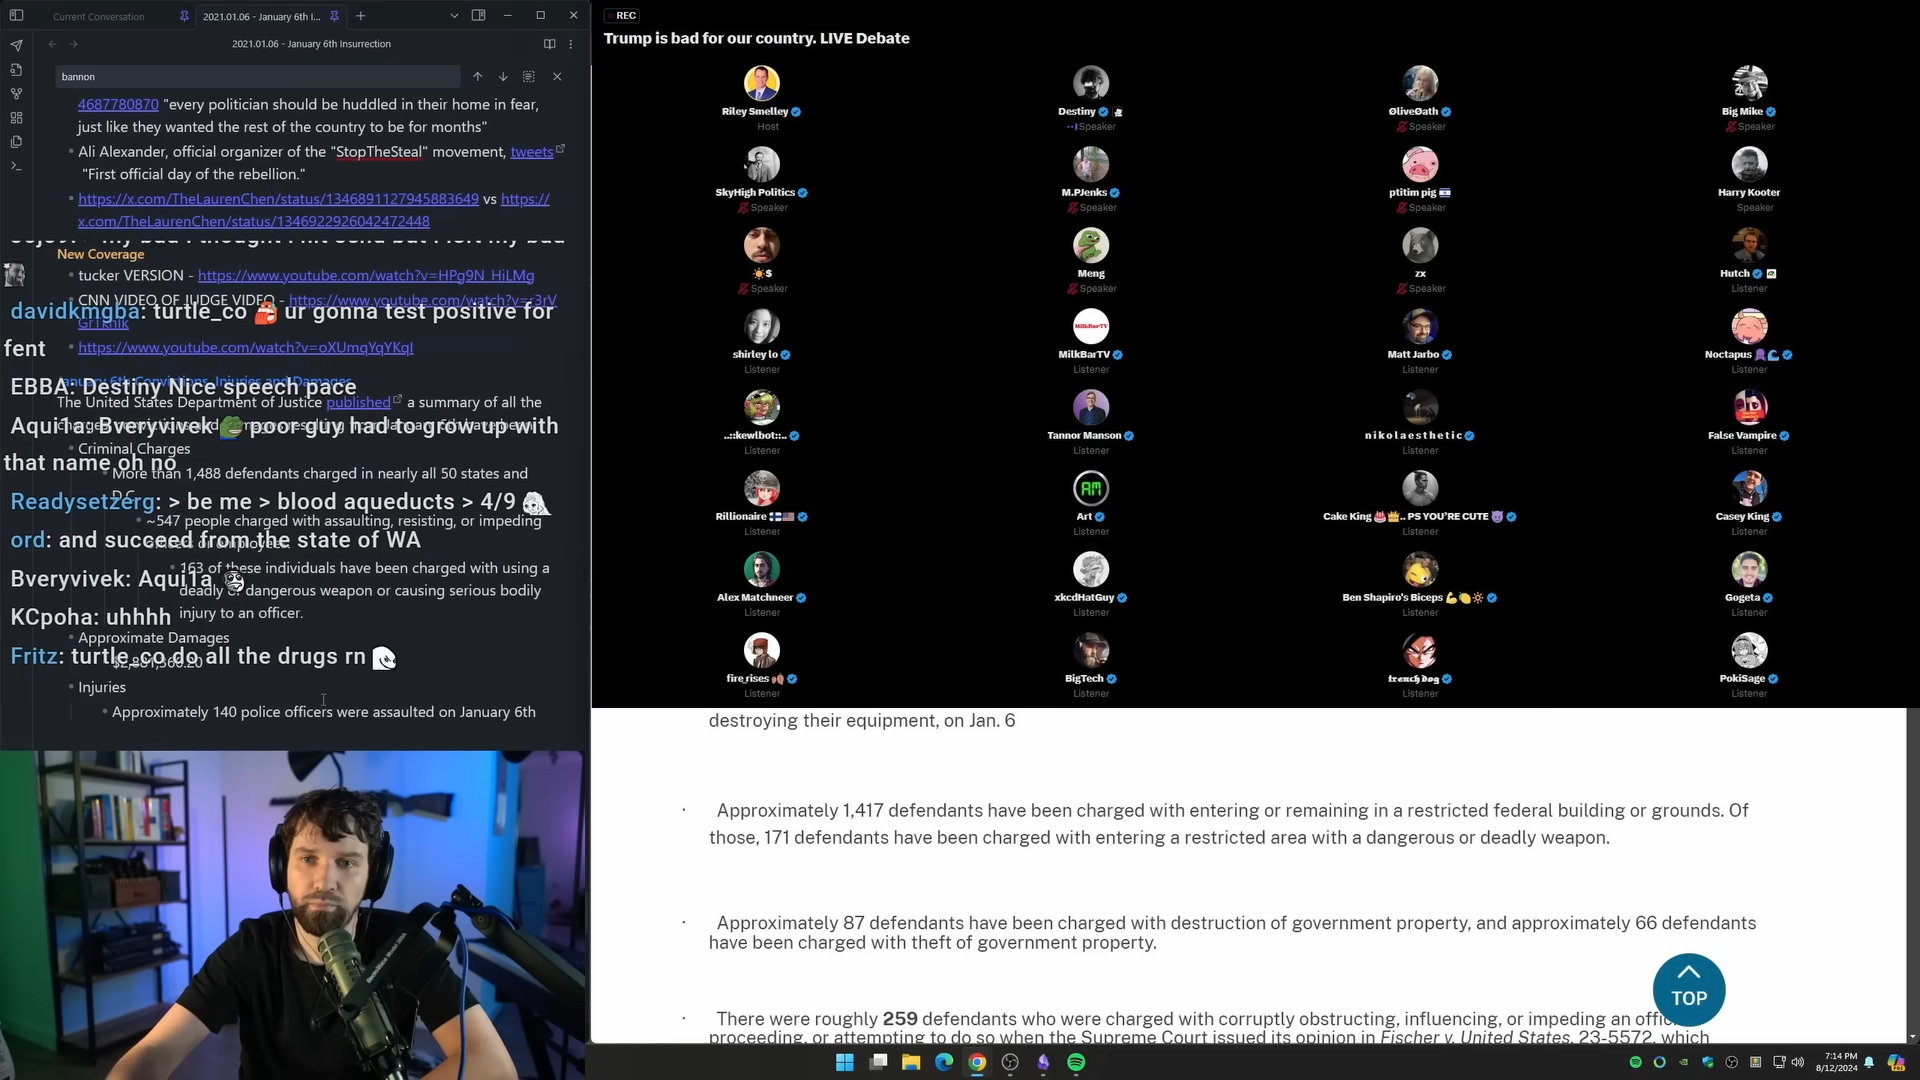 Current Conversation
2021.01.06 - January 6th I...
2021.01.06 - January 6th Insurrection
bannon
4687780870 "every politician should be huddled in their home in fear,
just like they wanted the rest of the country to be for months"
Ali Alexander, official organizer of the "StopTheSteal" movement, tweets
"First official day of the rebellion."
https://x.com/TheLaurenChen/status/1346891127945883649 vs https://
x.com/TheLaurenChen/status/1346922926042472448
New Coverage
tucker VERSION - https://www.youtube.com/watch?v=HPg9N_HiLMg
CNN VIDEO OF JUDGE VIDEO - https://www.youtube.com/watch?v=r3rV
davidkmgba: turtle_co ur gonna test positive for
fent
https://www.youtube.com/watch?v=oXUmqYqYKqI
January 6th Convictions, Injuries and Damages
EBBA: Destiny Nice speech pace
The United States Department of Justice published a summary of all the
Aqui1a: Bveryvivek poor guy had to grow up with
that name oh no
Criminal Charges
More than 1,488 defendants charged in nearly all 50 states and
D.C.
Readysetzerg: > be me > blood aqueducts > 4/9
~547 people charged with assaulting, resisting, or impeding
ord: and succeed from the state of WA
163 of these individuals have been charged with using a
deadly or dangerous weapon or causing serious bodily
injury to an officer.
Bveryvivek: Aqui1a
KCpoha: uhhhh
Approximate Damages
Fritz: turtle_co do all the drugs rn
Injuries
Approximately 140 police officers were assaulted on January 6th
REC
Trump is bad for our country. LIVE Debate
Riley Smelley
Host
Destiny
Speaker
ØliveØath
Speaker
Big Mike
Speaker
SkyHigh Politics
Speaker
M.PJenks
Speaker
ptitim pig
Speaker
Harry Kooter
Speaker
$
Speaker
Meng
Speaker
zx
Speaker
Hutch
Listener
shirley lo
Listener
MilkBarTV
MilkBarTV
Listener
Matt Jarbo
Listener
Noctapus
Listener
..::kewlbot::..
Listener
Tannor Manson
Listener
nikolaesthetic
Listener
False Vampire
Listener
Rillionaire
Listener
AM
Art
Listener
Cake King .. PS YOU'RE CUTE
Listener
Casey King
Listener
Alex Matchneer
Listener
xkcdHatGuy
Listener
Ben Shapiro's Biceps
Listener
Gogeta
Listener
fire rises
Listener
BigTech
Listener
french dog
Listener
PokiSage
Listener
destroying their equipment, on Jan. 6
Approximately 1,417 defendants have been charged with entering or remaining in a restricted federal building or grounds. Of
those, 171 defendants have been charged with entering a restricted area with a dangerous or deadly weapon.
Approximately 87 defendants have been charged with destruction of government property, and approximately 66 defendants
have been charged with theft of government property.
TOP
There were roughly 259 defendants who were charged with corruptly obstructing, influencing, or impeding an offic
proceeding, or attempting to do so when the Supreme Court issued its opinion in Fischer v. United States, 23-5572, which
7:14 PM
8/12/2024